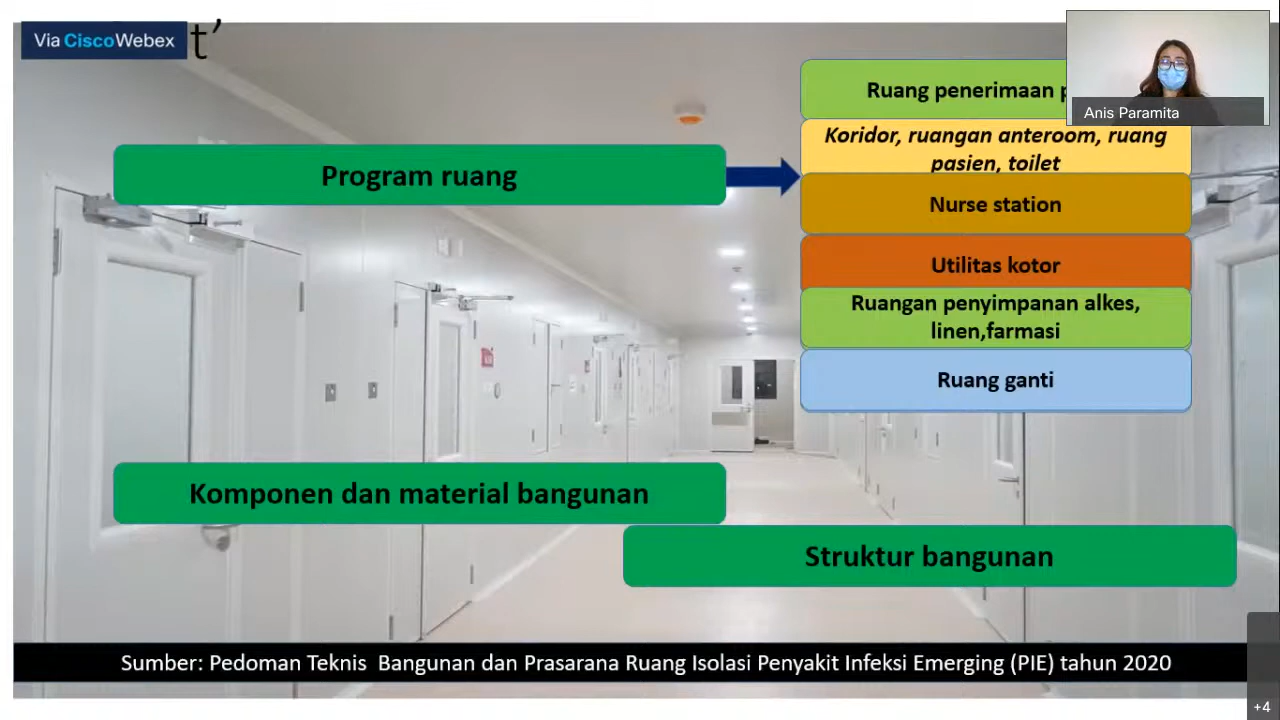 Via Cisco Webex
t’
Anis Paramita
Ruang penerimaan
Koridor, ruangan anteroom, ruang
pasien, toilet
Program ruang
Nurse station
Utilitas kotor
Ruangan penyimpanan alkes,
linen,farmasi
Ruang ganti
Komponen dan material bangunan
Struktur bangunan
Sumber: Pedoman Teknis Bangunan dan Prasarana Ruang Isolasi Penyakit Infeksi Emerging (PIE) tahun 2020
+4